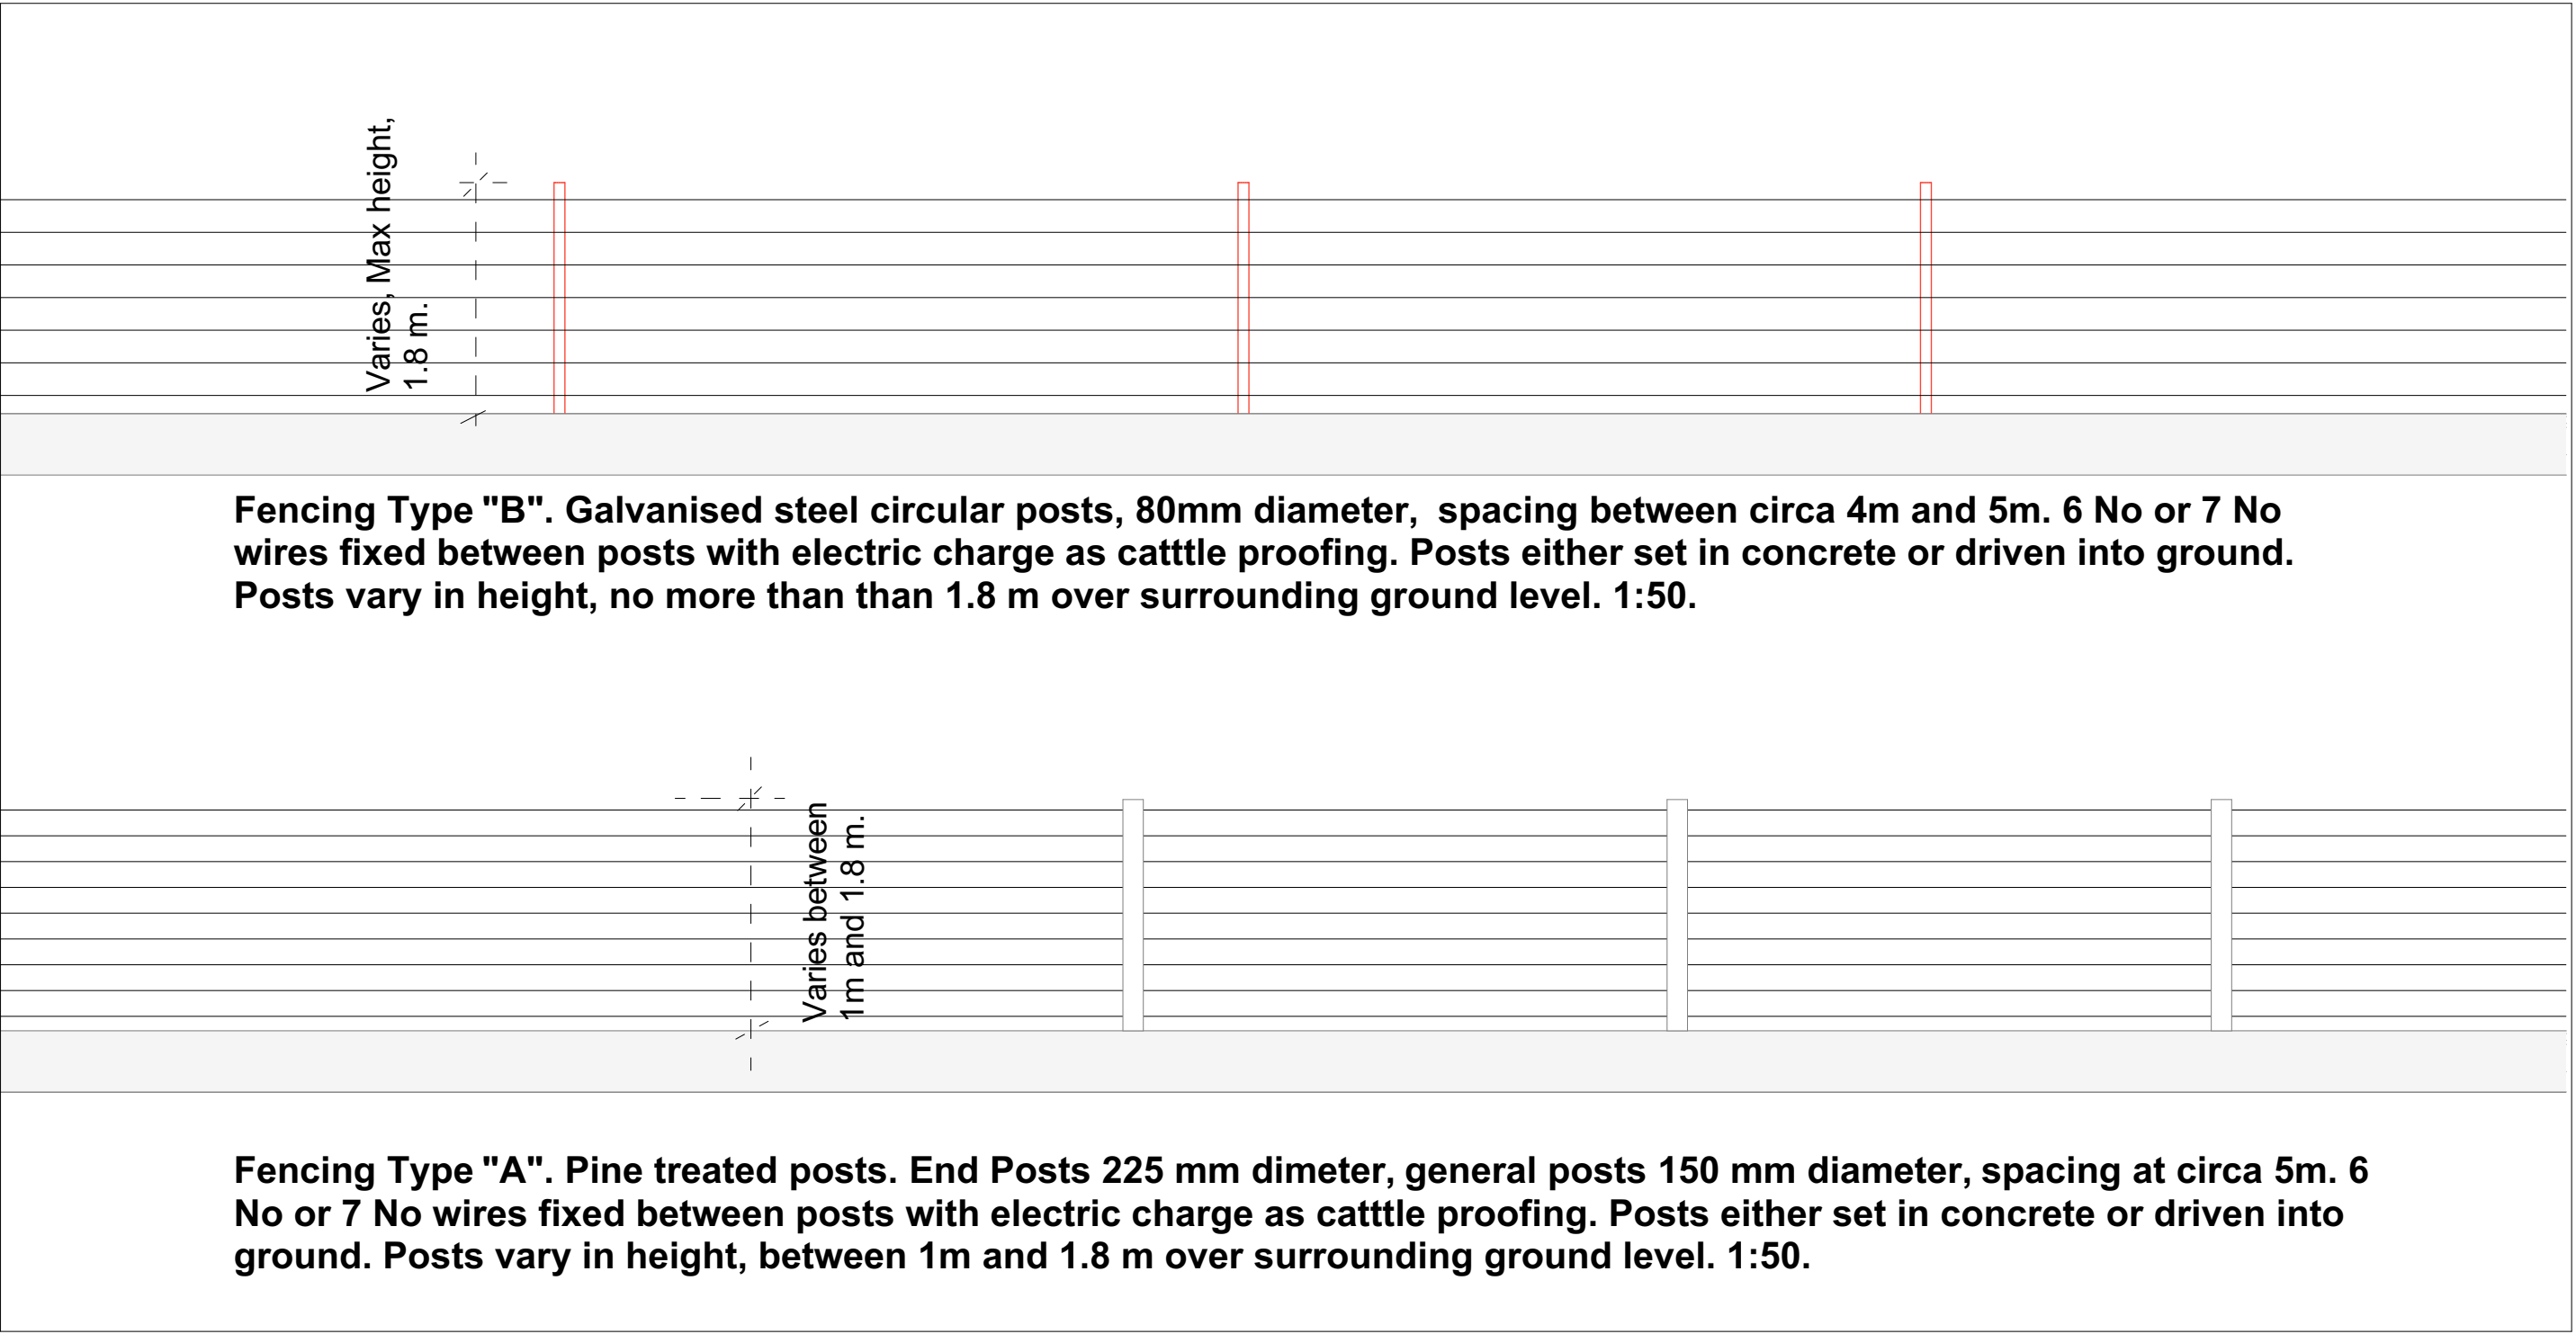 Varies, Max height,
1.8 m.
Fencing Type "B". Galvanised steel circular posts, 80mm diameter,  spacing between circa 4m and 5m. 6 No or 7 No
wires fixed between posts with electric charge as catttle proofing. Posts either set in concrete or driven into ground.
Posts vary in height, no more than than 1.8 m over surrounding ground level. 1:50.
Varies between
1m and 1.8 m.
Fencing Type "A". Pine treated posts. End Posts 225 mm dimeter, general posts 150 mm diameter, spacing at circa 5m. 6
No or 7 No wires fixed between posts with electric charge as catttle proofing. Posts either set in concrete or driven into
ground. Posts vary in height, between 1m and 1.8 m over surrounding ground level. 1:50.